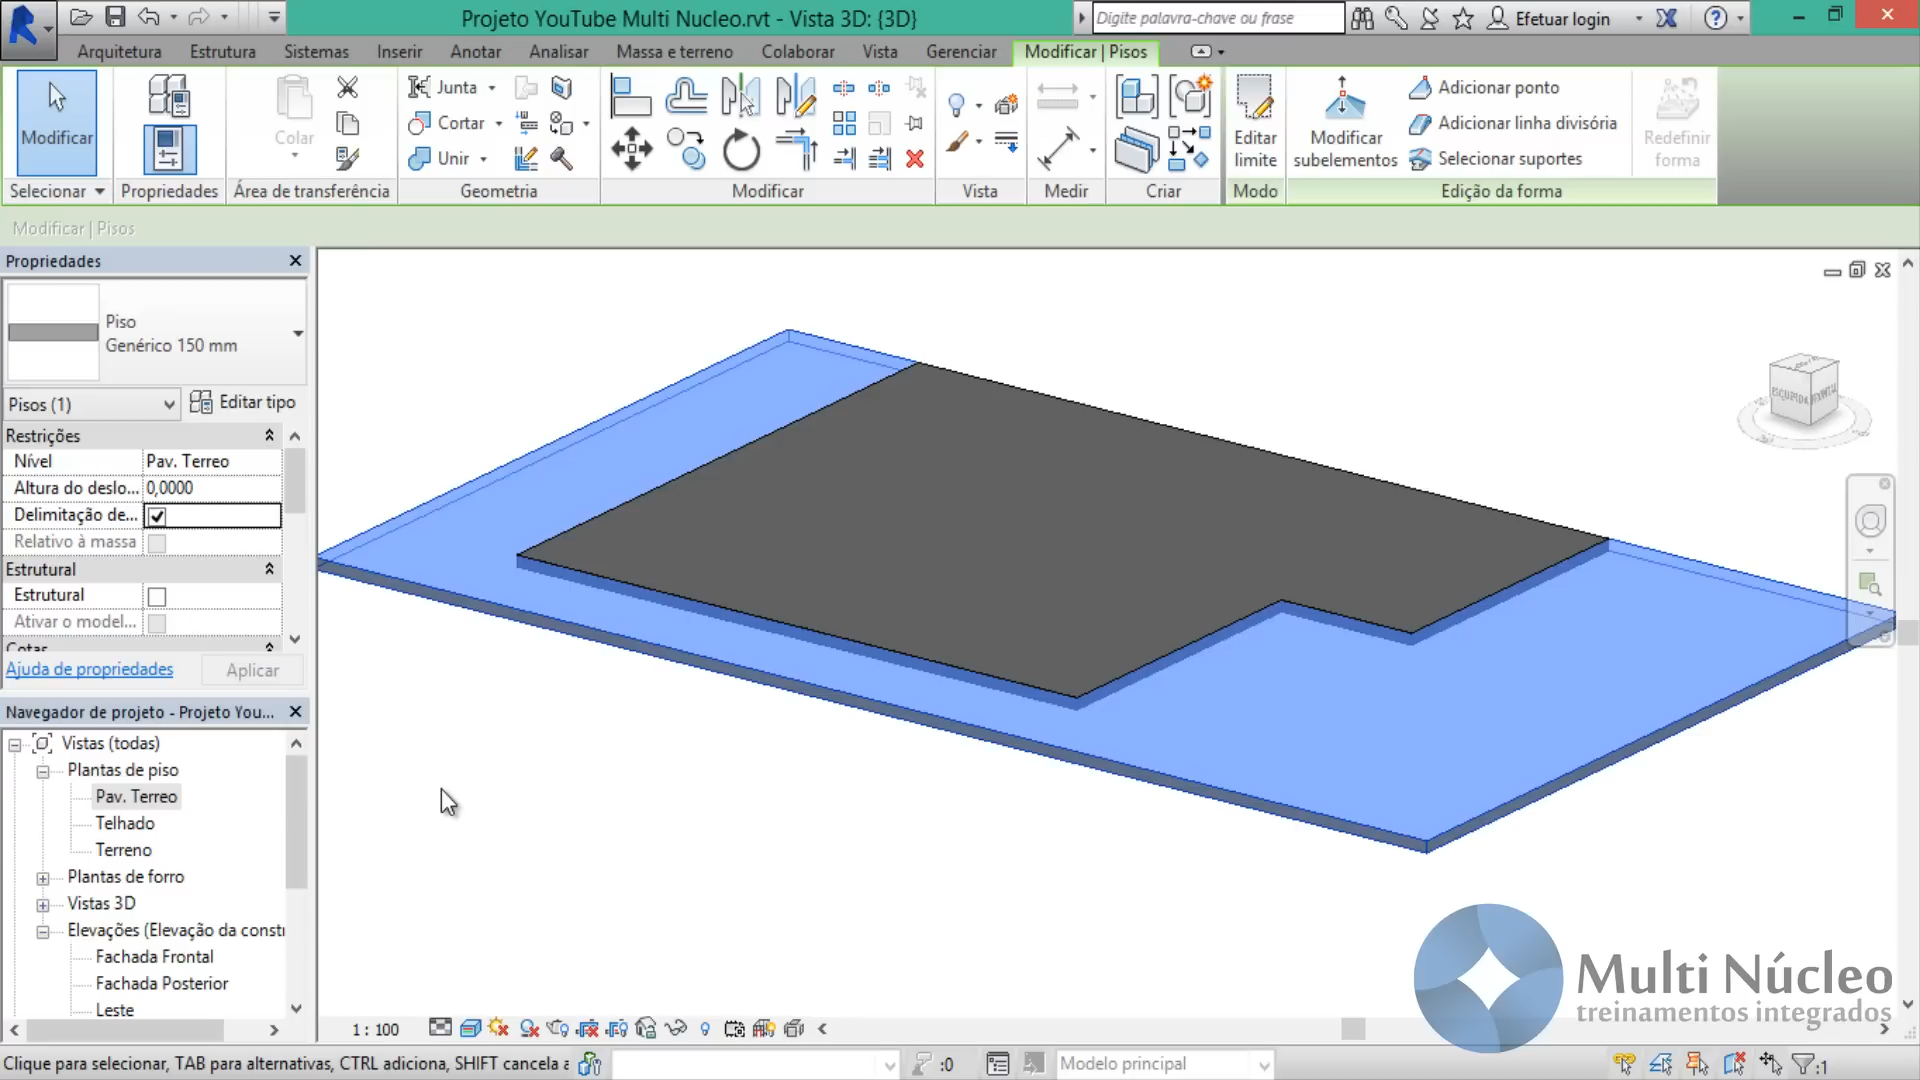 Projeto YouTube Multi Nucleo.rvt - Vista 3D: {3D}
Digite palavra-chave ou frase
Efetuar login
Arquitetura Estrutura Sistemas Inserir Anotar Analisar Massa e terreno Colaborar Vista Gerenciar Modificar | Pisos
Modificar
Colar
Junta
Cortar
Unir
Editar limite
Modificar subelementos
Adicionar ponto
Adicionar linha divisória
Selecionar suportes
Redefinir forma
Selecionar Propriedades Área de transferência Geometria Modificar Vista Medir Criar Modo Edição da forma
Modificar | Pisos
Propriedades
Piso
Genérico 150 mm
Pisos (1) Editar tipo
Restrições
Nível Pav. Terreo
Altura do deslo... 0,0000
Delimitação de...
Relativo à massa
Estrutural
Estrutural
Ativar o model...
Cotas
Ajuda de propriedades Aplicar
Navegador de projeto - Projeto You...
Vistas (todas)
Plantas de piso
Pav. Terreo
Telhado
Terreno
Plantas de forro
Vistas 3D
Elevações (Elevação da constr
Fachada Frontal
Fachada Posterior
Leste
ESQUERDA
FRONTAL
Multi Núcleo
treinamentos integrados
1 : 100
Clique para selecionar, TAB para alternativas, CTRL adiciona, SHIFT cancela a
:0
Modelo principal
:1